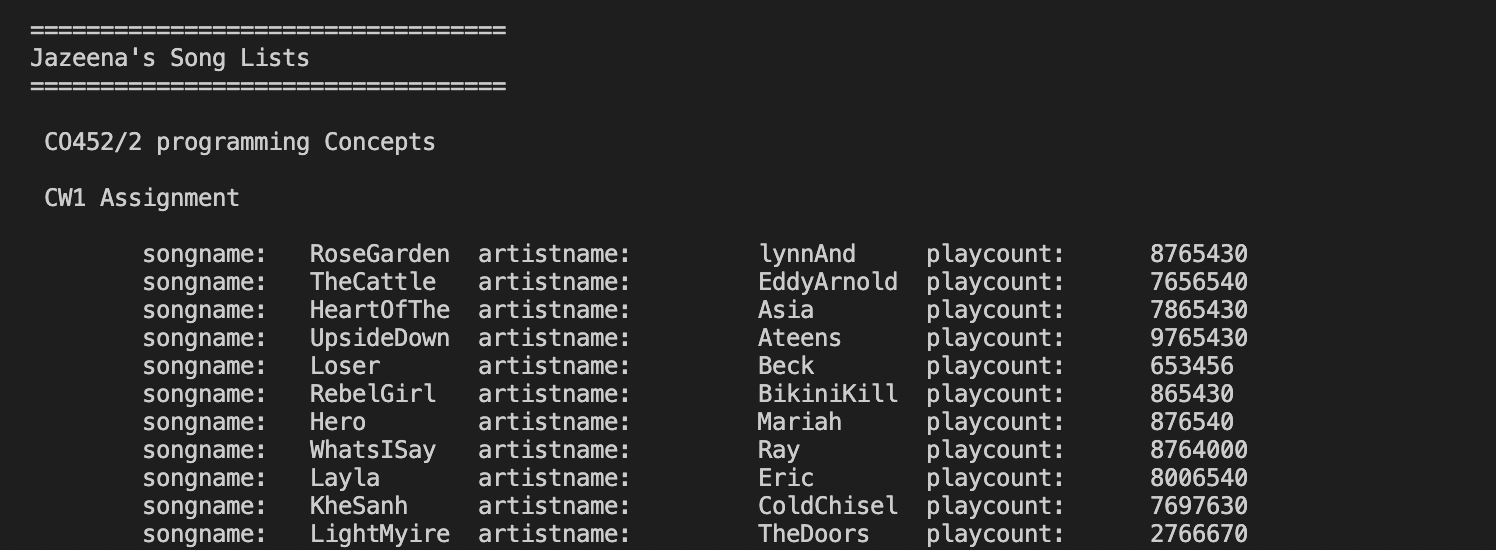 ==================================
Jazeena's Song Lists
==================================
CO452/2 programming Concepts
CW1 Assignment
songname: RoseGarden artistname: lynnAnd playcount: 8765430
songname: TheCattle artistname: EddyArnold playcount: 7656540
songname: HeartOfThe artistname: Asia playcount: 7865430
songname: UpsideDown artistname: Ateens playcount: 9765430
songname: Loser artistname: Beck playcount: 653456
songname: RebelGirl artistname: BikiniKill playcount: 865430
songname: Hero artistname: Mariah playcount: 876540
songname: WhatsISay artistname: Ray playcount: 8764000
songname: Layla artistname: Eric playcount: 8006540
songname: KheSanh artistname: ColdChisel playcount: 7697630
songname: LightMyire artistname: TheDoors playcount: 2766670